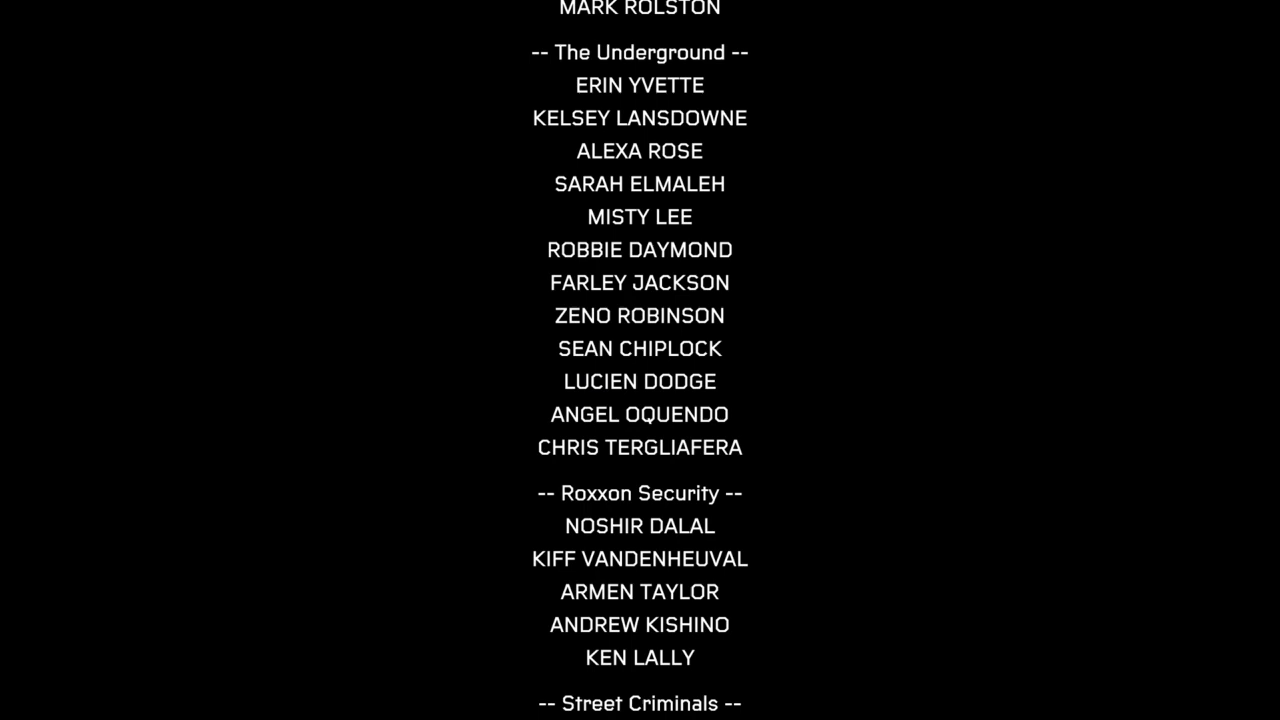 MARK ROLSTON
-- The Underground --
ERIN YVETTE
KELSEY LANSDOWNE
ALEXA ROSE
SARAH ELMALEH
MISTY LEE
ROBBIE DAYMOND
FARLEY JACKSON
ZENO ROBINSON
SEAN CHIPLOCK
LUCIEN DODGE
ANGEL OQUENDO
CHRIS TERGLIAFERA
-- Roxxon Security --
NOSHIR DALAL
KIFF VANDENHEUVAL
ARMEN TAYLOR
ANDREW KISHINO
KEN LALLY
-- Street Criminals --